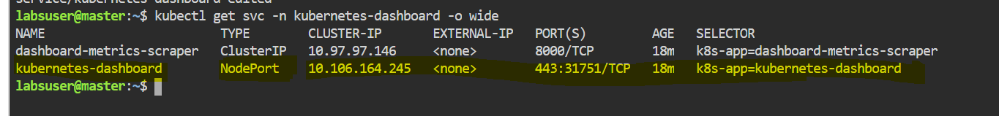 service/kubernetes-dashboard edited
labsuser@master:~$ kubectl get svc -n kubernetes-dashboard -o wide
NAME TYPE CLUSTER-IP EXTERNAL-IP PORT(S) AGE SELECTOR
dashboard-metrics-scraper ClusterIP 10.97.97.146 <none> 8000/TCP 18m k8s-app=dashboard-metrics-scraper
kubernetes-dashboard NodePort 10.106.164.245 <none> 443:31751/TCP 18m k8s-app=kubernetes-dashboard
labsuser@master:~$